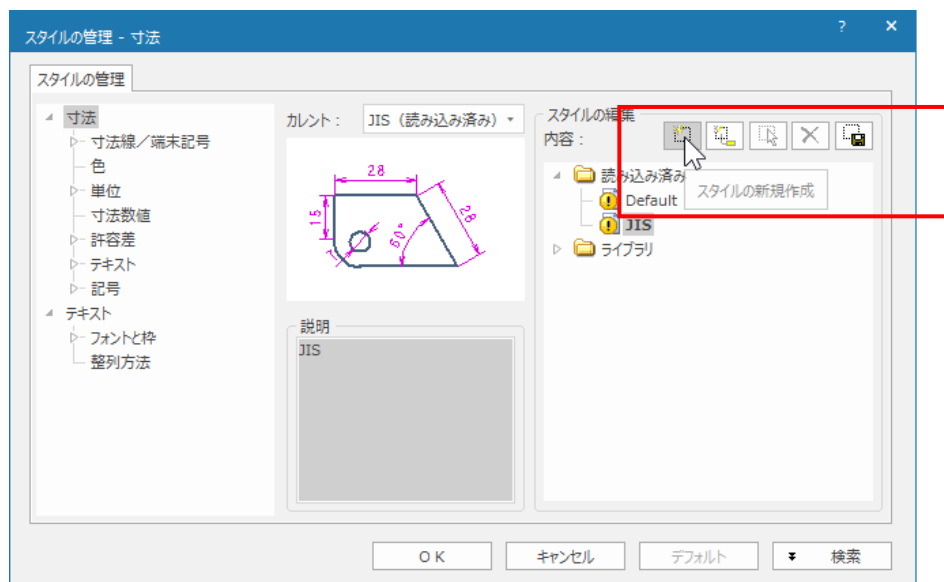 スタイルの管理 - 寸法
? ×
スタイルの管理
寸法
寸法線／端末記号
色
単位
寸法数値
許容差
テキスト
記号
テキスト
フォントと枠
整列方法
カレント： JIS（読み込み済み）
28
15
28
60°
説明
JIS
スタイルの編集
内容：
読み込み済み
スタイルの新規作成
Default
JIS
ライブラリ
ＯＫ キャンセル デフォルト 検索